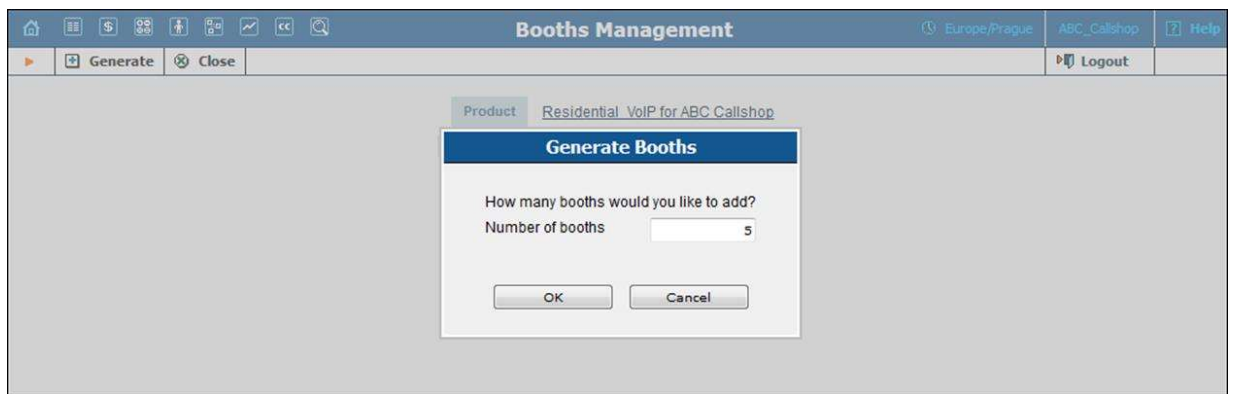 Booths Management
Europe/Prague
ABC_Callshop
? Help
Generate
Close
Logout
Product Residential VoIP for ABC Callshop
Generate Booths
How many booths would you like to add?
Number of booths 5
OK Cancel